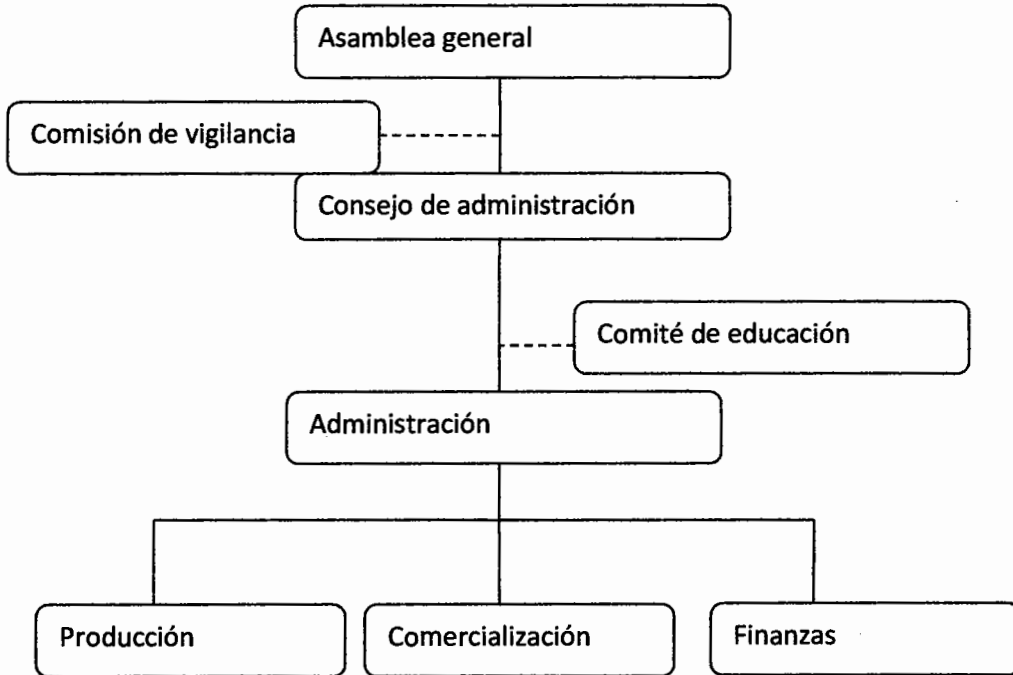 Asamblea general
Comisión de vigilancia
Consejo de administración
Comité de educación
Administración
Producción
Comercialización
Finanzas